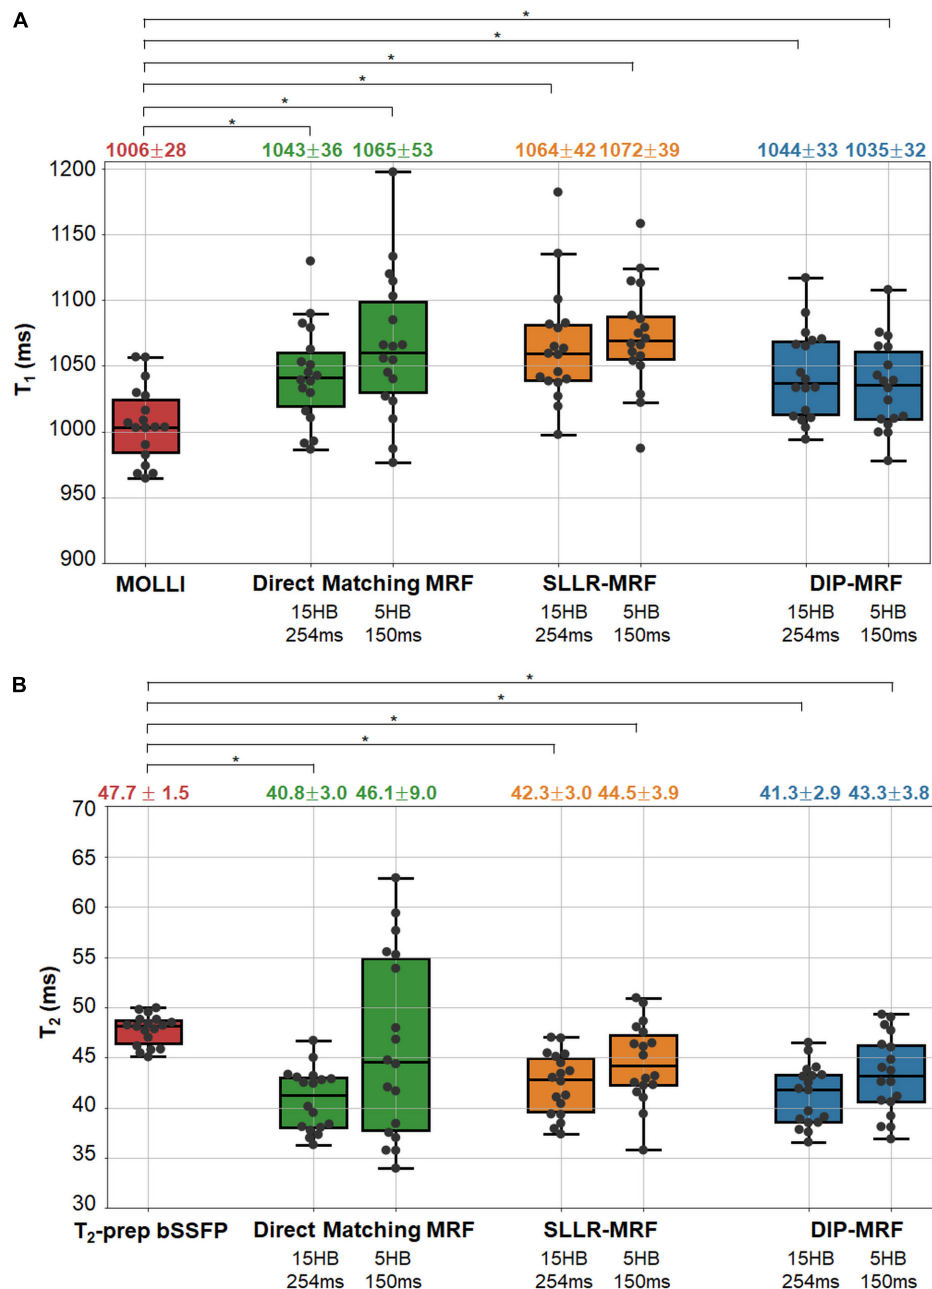 A
*
*
*
*
*
*
1006±28 1043±36 1065±53 1064±42 1072±39 1044±33 1035±32
1200
1150
1100
1050
1000
950
900
T1 (ms)
MOLLI Direct Matching MRF SLLR-MRF DIP-MRF
15HB 5HB 15HB 5HB 15HB 5HB
254ms 150ms 254ms 150ms 254ms 150ms
B
*
*
*
*
*
47.7 ± 1.5 40.8±3.0 46.1±9.0 42.3±3.0 44.5±3.9 41.3±2.9 43.3±3.8
70
65
60
55
50
45
40
35
30
T2 (ms)
T2-prep bSSFP Direct Matching MRF SLLR-MRF DIP-MRF
15HB 5HB 15HB 5HB 15HB 5HB
254ms 150ms 254ms 150ms 254ms 150ms